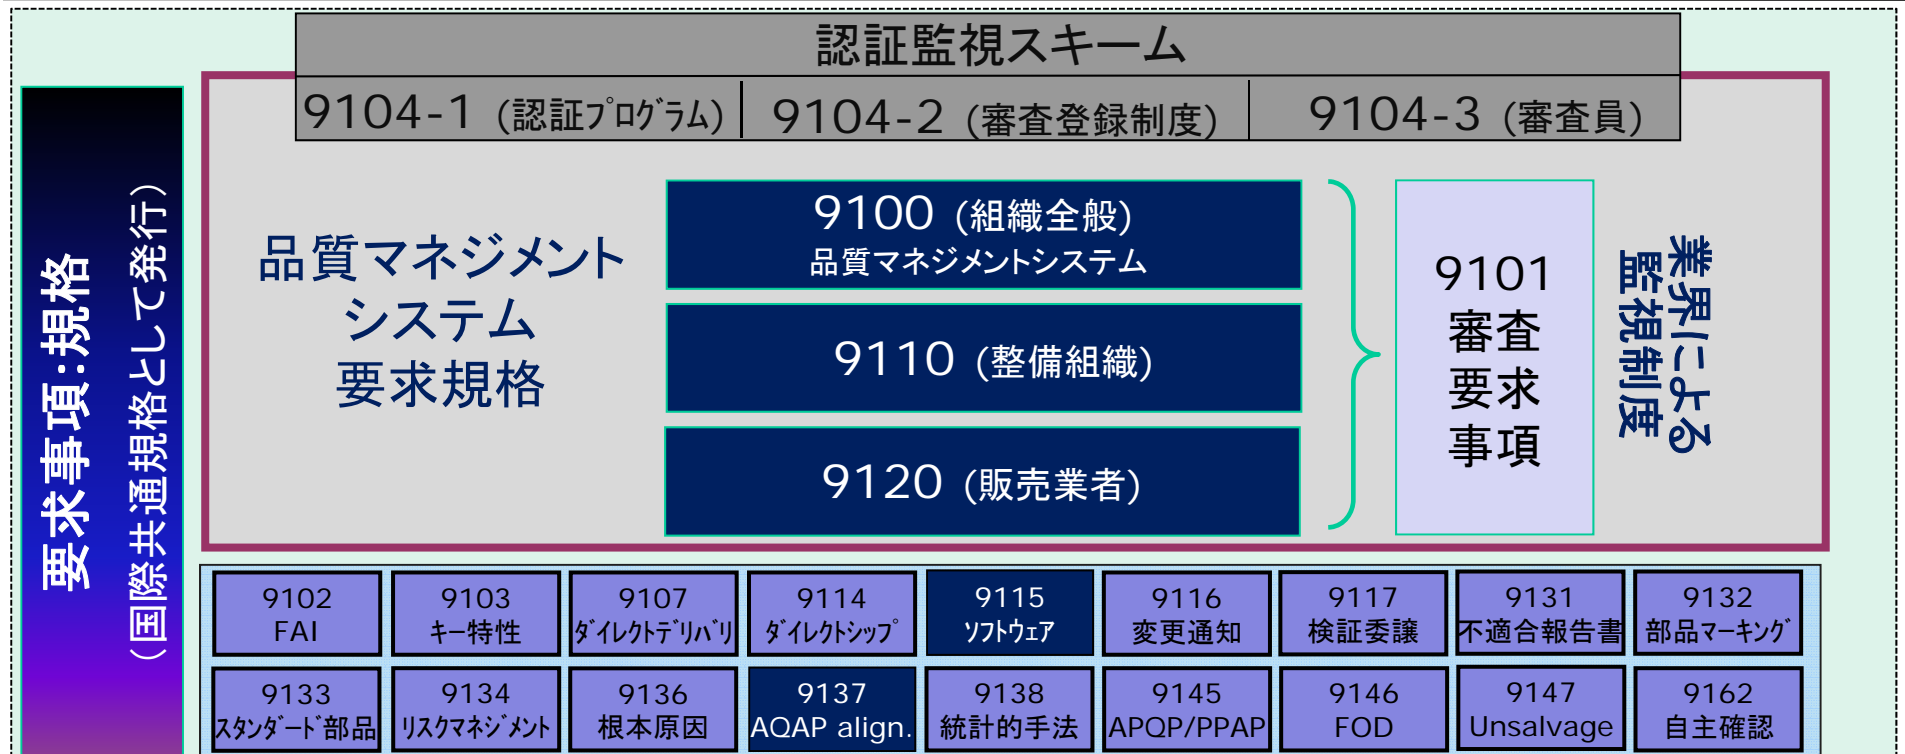 認証監視スキーム
9104-1 (認証ﾌﾟﾛｸﾞﾗﾑ)
9104-2 (審査登録制度)
9104-3 (審査員)
要求事項:規格
(国際共通規格として発行)
品質マネジメント
システム
要求規格
9100 (組織全般)
品質マネジメントシステム
9110 (整備組織)
9120 (販売業者)
9101
審査
要求
事項
業界による
監視制度
9102
FAI
9103
キー特性
9107
ﾀﾞｲﾚｸﾄﾃﾞﾘﾊﾞﾘ
9114
ﾀﾞｲﾚｸﾄｼｯﾌﾟ
9115
ｿﾌﾄｳｪｱ
9116
変更通知
9117
検証委譲
9131
不適合報告書
9132
部品ﾏｰｷﾝｸﾞ
9133
ｽﾀﾝﾀﾞｰﾄﾞ部品
9134
ﾘｽｸﾏﾈｼﾞﾒﾝﾄ
9136
根本原因
9137
AQAP align.
9138
統計的手法
9145
APQP/PPAP
9146
FOD
9147
Unsalvage
9162
自主確認